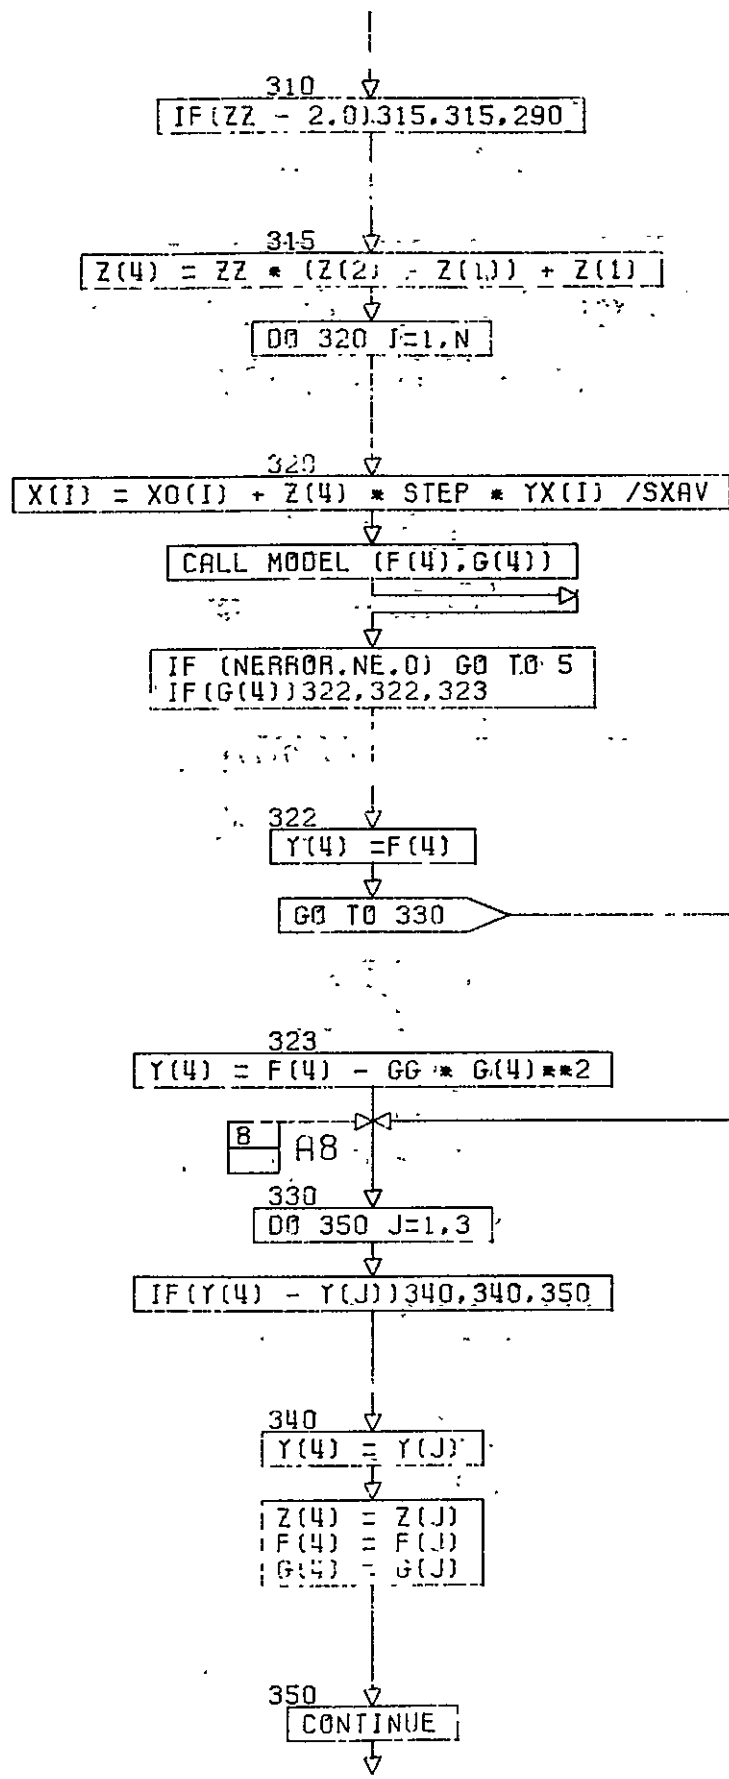 310
IF(ZZ - 2.0)315,315,290
315
Z(4) = ZZ * (Z(2) - Z(1)) + Z(1)
DO 320 I=1,N
320
X(I) = XO(I) + Z(4) * STEP * YX(I) /SXAV
CALL MODEL (F(4),G(4))
IF (NERROR.NE.0) GO TO 5
IF(G(4))322,322,323
322
Y(4) =F(4)
GO TO 330
323
Y(4) = F(4) - GG * G(4)**2
8
A8
330
DO 350 J=1,3
IF(Y(4) - Y(J))340,340,350
340
Y(4) = Y(J)
Z(4) = Z(J)
F(4) = F(J)
G(4) = G(J)
350
CONTINUE